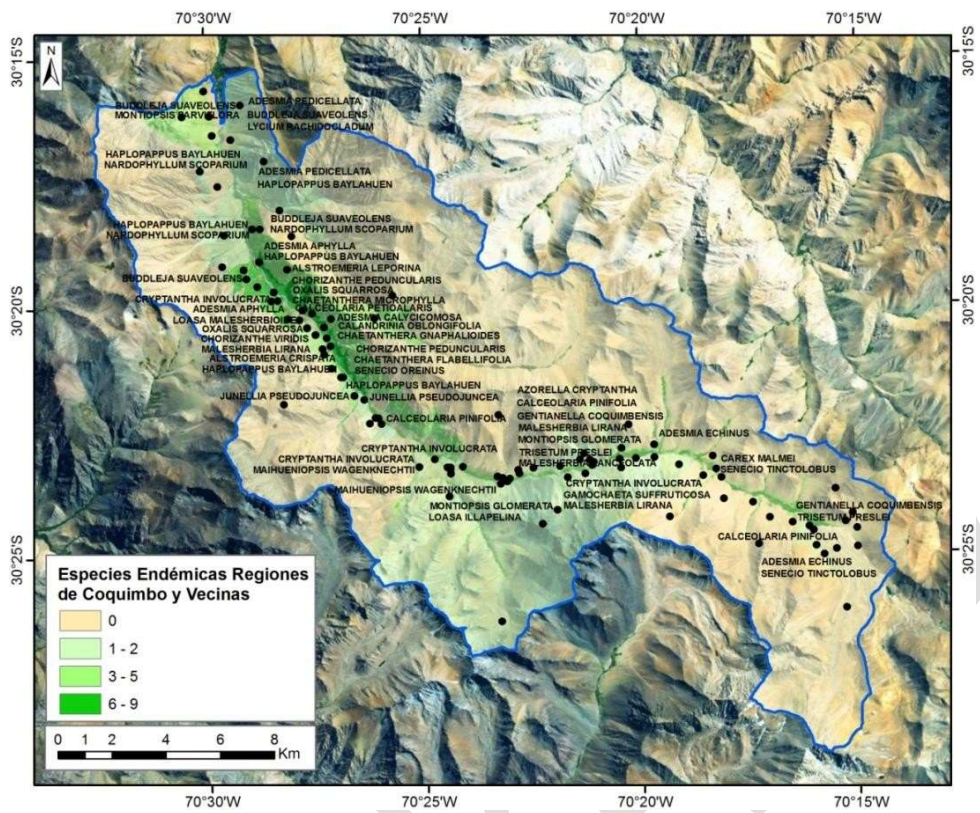 70°30'W
70°25'W
70°20'W
70°15'W
30°15'S
30°15'S
N
BUDDLEJA SUAVEOLENS
MONTIOPSIS PARVIFLORA
ADESMIA PEDICELLATA
BUDDLEJA SUAVEOLENS
LYCIUM RACHIDOCLADUM
HAPLOPAPPUS BAYLAHUEN
NARDOPHYLLUM SCOPARIUM
ADESMIA PEDICELLATA
HAPLOPAPPUS BAYLAHUEN
HAPLOPAPPUS BAYLAHUEN
NARDOPHYLLUM SCOPARIUM
BUDDLEJA SUAVEOLENS
NARDOPHYLLUM SCOPARIUM
ADESMIA APHYLLA
HAPLOPAPPUS BAYLAHUEN
ALSTROEMERIA LEPORINA
BUDDLEJA SUAVEOLENS
CHORIZANTHE PEDUNCULARIS
OXALIS SQUARROSA
CHAETANTHERA MICROPHYLLA
30°20'S
30°20'S
CRYPTANTHA INVOLUCRATA
ADESMIA APHYLLA
CALCEOLARIA PETIOALARIS
LOASA MALESHERBIOIDES
ADESMIA CALYCICOMOSA
OXALIS SQUARROSA
CALANDRINIA OBLONGIFOLIA
CHORIZANTHE VIRIDIS
CHAETANTHERA GNAPHALIOIDES
MALESHERBIA LIRANA
CHORIZANTHE PEDUNCULARIS
ALSTROEMERIA CRISPATA
CHAETANTHERA FLABELLIFOLIA
HAPLOPAPPUS BAYLAHUEN
SENECIO OREINUS
HAPLOPAPPUS BAYLAHUEN
JUNELLIA PSEUDOJUNCEA
JUNELLIA PSEUDOJUNCEA
CALCEOLARIA PINIFOLIA
AZORELLA CRYPTANTHA
CALCEOLARIA PINIFOLIA
GENTIANELLA COQUIMBENSIS
MALESHERBIA LIRANA
MONTIOPSIS GLOMERATA
TRISETUM PRESLEI
MALESHERBIA LANCEOLATA
ADESMIA ECHINUS
CAREX MALMEI
SENECIO TINCTOLOBUS
CRYPTANTHA INVOLUCRATA
CRYPTANTHA INVOLUCRATA
MAIHUENIOPSIS WAGENKNECHTII
MAIHUENIOPSIS WAGENKNECHTII
CRYPTANTHA INVOLUCRATA
GAMOCHAETA SUFFRUTICOSA
MALESHERBIA LIRANA
MONTIOPSIS GLOMERATA
LOASA ILLAPELINA
GENTIANELLA COQUIMBENSIS
TRISETUM PRESLEI
CALCEOLARIA PINIFOLIA
ADESMIA ECHINUS
SENECIO TINCTOLOBUS
30°25'S
30°25'S
Especies Endémicas Regiones
de Coquimbo y Vecinas
0
1 - 2
3 - 5
6 - 9
0 1 2 4 6 8
Km
70°30'W
70°25'W
70°20'W
70°15'W